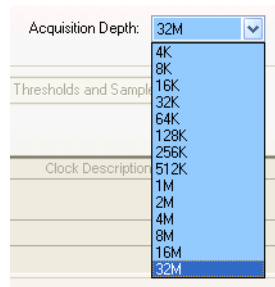 Acquisition Depth: 32M
4K
8K
Thresholds and Sample 16K
32K
64K
128K
256K
Clock Description 512K
1M
2M
4M
8M
16M
32M